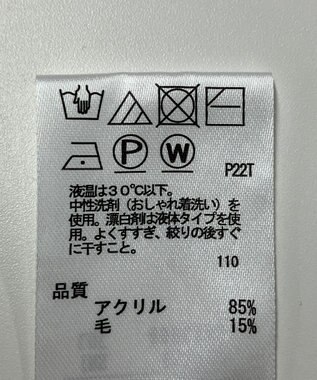 P W P22T
液温は30℃以下。
中性洗剤（おしゃれ着洗い）を
使用。漂白剤は液体タイプを使
用。よくすすぎ、絞りの後すぐ
に干すこと。
110
品質
アクリル 85%
毛 15%